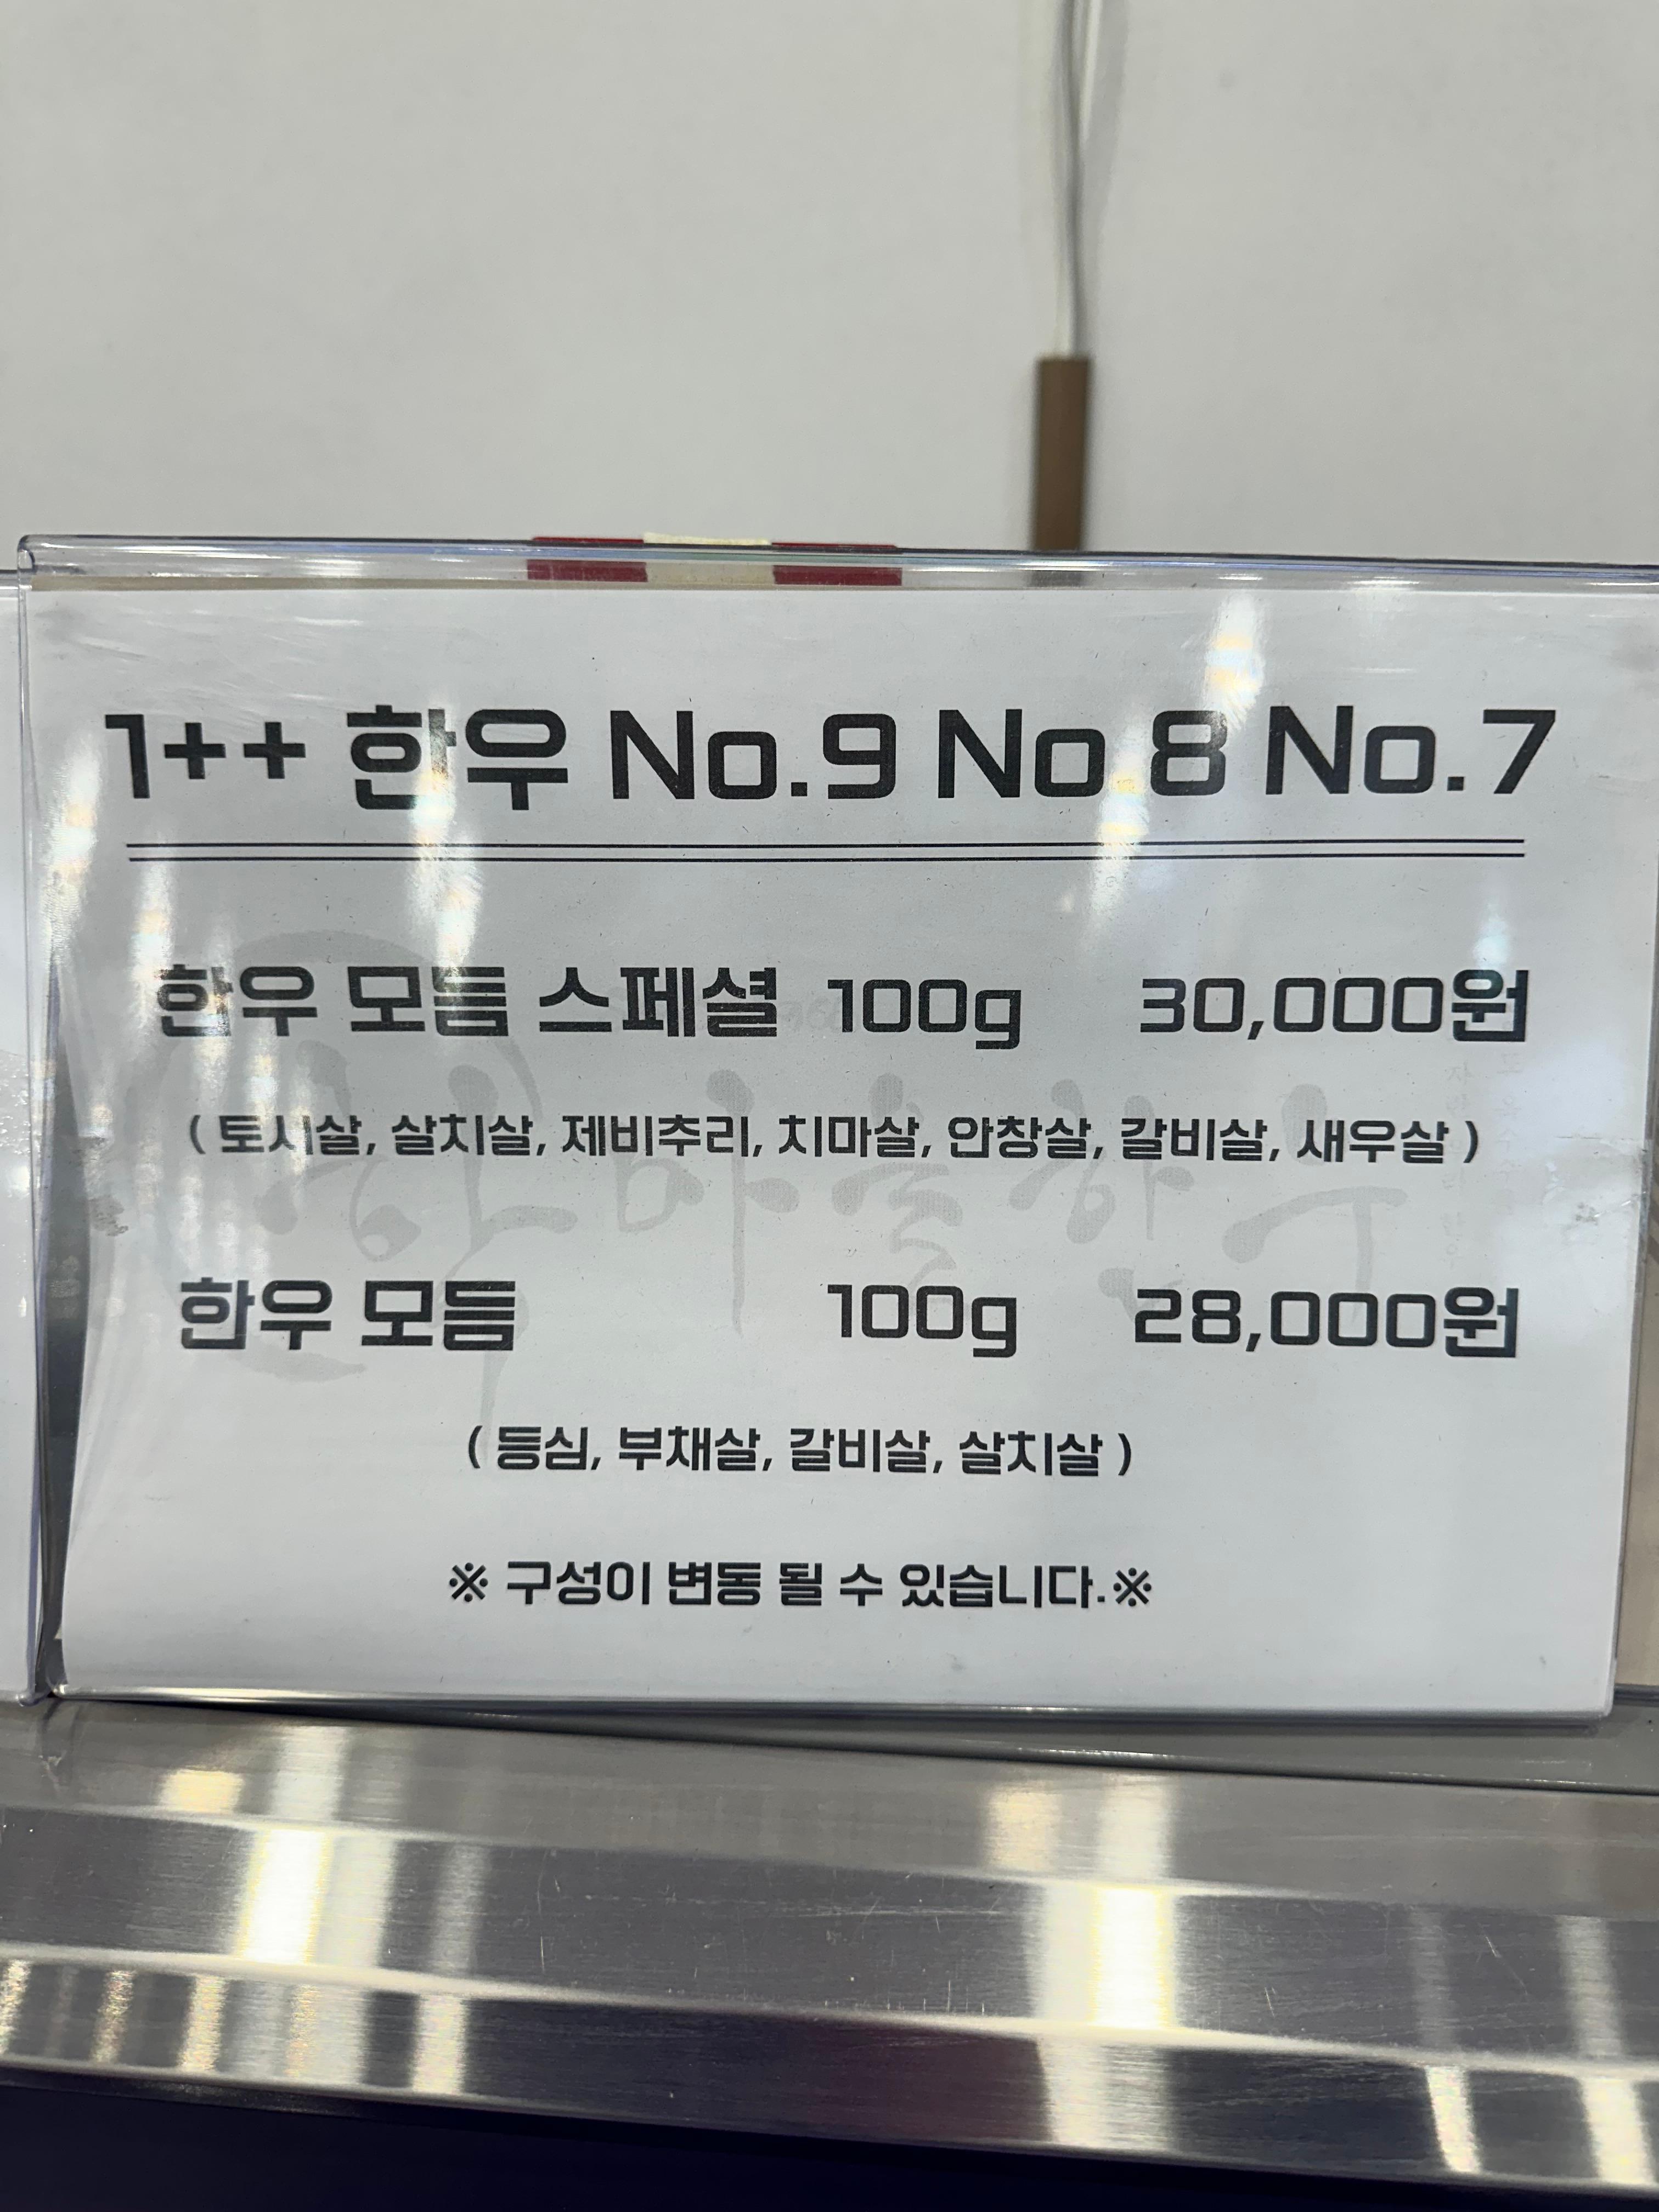 1++ 한우 No.9 No 8 No.7
한우 모듬 스페셜 100g 30,000원
( 토시살, 살치살, 제비추리, 치마살, 안창살, 갈비살, 새우살 )
한우 모듬 100g 28,000원
( 등심, 부채살, 갈비살, 살치살 )
※ 구성이 변동 될 수 있습니다.※